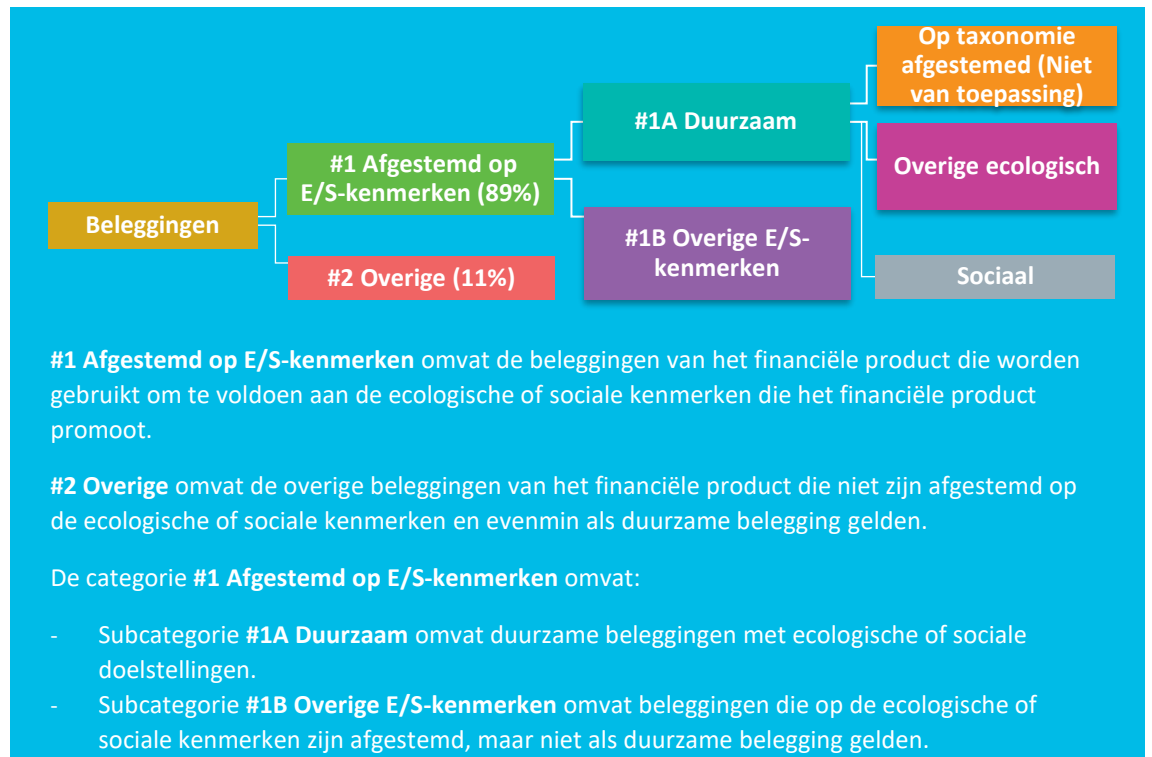 Op taxonomie
afgestemed (Niet
van toepassing)
#1A Duurzaam
#1 Afgestemd op
E/S-kenmerken (89%)
Overige ecologisch
Beleggingen
#1B Overige E/S-
kenmerken
#2 Overige (11%)
Sociaal
#1 Afgestemd op E/S-kenmerken omvat de beleggingen van het financiële product die worden
gebruikt om te voldoen aan de ecologische of sociale kenmerken die het financiële product
promoot.
#2 Overige omvat de overige beleggingen van het financiële product die niet zijn afgestemd op
de ecologische of sociale kenmerken en evenmin als duurzame belegging gelden.
De categorie #1 Afgestemd op E/S-kenmerken omvat:
- Subcategorie #1A Duurzaam omvat duurzame beleggingen met ecologische of sociale
doelstellingen.
- Subcategorie #1B Overige E/S-kenmerken omvat beleggingen die op de ecologische of
sociale kenmerken zijn afgestemd, maar niet als duurzame belegging gelden.